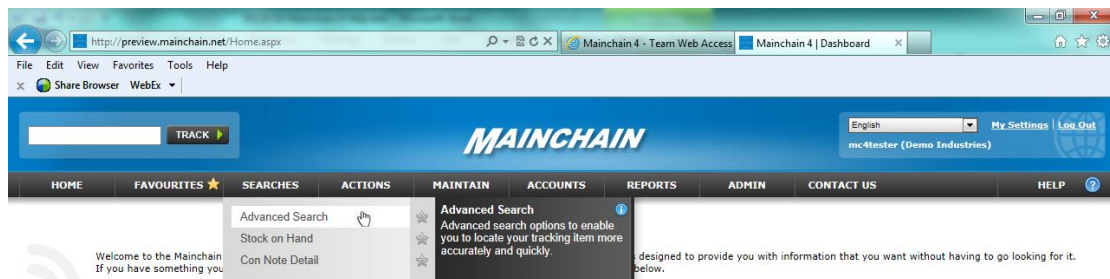 http://preview.mainchain.net/Home.aspx
Mainchain 4 - Team Web Access
Mainchain 4 | Dashboard
File Edit View Favorites Tools Help
Share Browser WebEx
TRACK
MAINCHAIN
English
My Settings | Log Out
mc4tester (Demo Industries)
HOME FAVOURITES SEARCHES ACTIONS MAINTAIN ACCOUNTS REPORTS ADMIN CONTACT US HELP ?
Advanced Search
Stock on Hand
Con Note Detail
Advanced Search
Advanced search options to enable
you to locate your tracking item more
accurately and quickly.
Welcome to the Mainchain
designed to provide you with information that you want without having to go looking for it.
If you have something you
below.